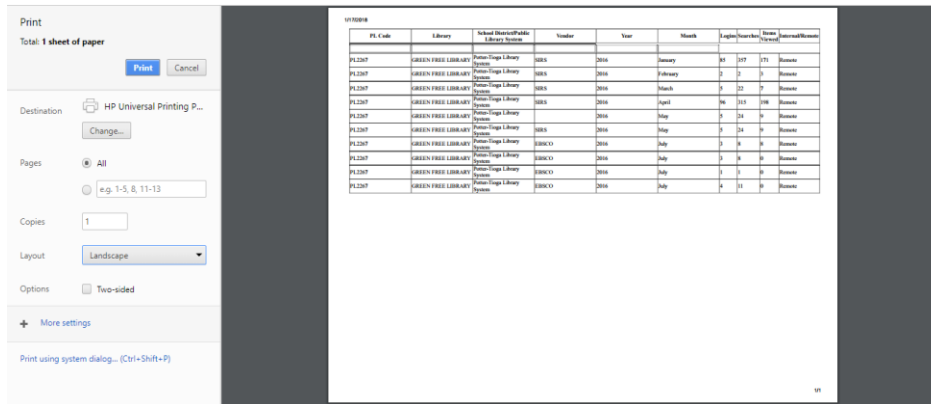 Print
Total: 1 sheet of paper
Print Cancel
Destination HP Universal Printing P...
Change...
Pages All
e.g. 1-5, 8, 11-13
Copies 1
Layout Landscape
Options Two-sided
+ More settings
Print using system dialog... (Ctrl+Shift+P)
1/17/2018
PL Code Library School District/Public Library System Vendor Year Month Logins Searches Items Viewed Internal/Remote
PL2267 GREEN FREE LIBRARY Potter-Tioga Library System SIRS 2016 January 85 357 171 Remote
PL2267 GREEN FREE LIBRARY Potter-Tioga Library System SIRS 2016 February 2 2 3 Remote
PL2267 GREEN FREE LIBRARY Potter-Tioga Library System SIRS 2016 March 5 22 7 Remote
PL2267 GREEN FREE LIBRARY Potter-Tioga Library System SIRS 2016 April 96 315 198 Remote
PL2267 GREEN FREE LIBRARY Potter-Tioga Library System 2016 May 5 24 9 Remote
PL2267 GREEN FREE LIBRARY Potter-Tioga Library System SIRS 2016 May 5 24 9 Remote
PL2267 GREEN FREE LIBRARY Potter-Tioga Library System EBSCO 2016 July 3 8 8 Remote
PL2267 GREEN FREE LIBRARY Potter-Tioga Library System EBSCO 2016 July 3 8 0 Remote
PL2267 GREEN FREE LIBRARY Potter-Tioga Library System EBSCO 2016 July 1 1 0 Remote
PL2267 GREEN FREE LIBRARY Potter-Tioga Library System EBSCO 2016 July 4 11 0 Remote
1/1